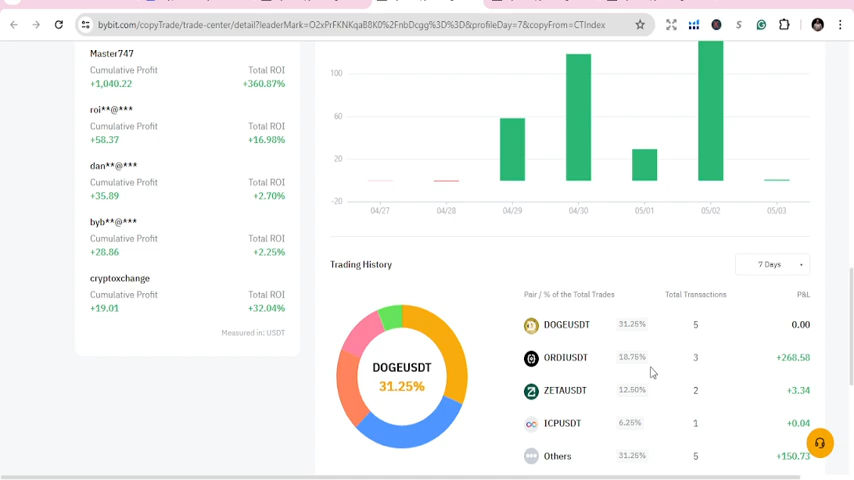 bybit.com/copyTrade/trade-center/detail?leaderMark=O2xPrFKNKqaB8K0%2FnbDcgg%3D%3D&profileDay=7&copyFrom=CTIndex
Master747
Cumulative Profit Total ROI
+1,040.22 +360.87%
roi**@***
Cumulative Profit Total ROI
+58.37 +16.98%
dan**@***
Cumulative Profit Total ROI
+35.89 +2.70%
byb**@***
Cumulative Profit Total ROI
+28.86 +2.25%
cryptoxchange
Cumulative Profit Total ROI
+19.01 +32.04%
Measured in: USDT
100
60
20
-20
04/27 04/28 04/29 04/30 05/01 05/02 05/03
Trading History 7 Days
DOGEUSDT
31.25%
Pair / % of the Total Trades Total Transactions P&L
DOGEUSDT 31.25% 5 0.00
ORDIUSDT 18.75% 3 +268.58
ZETAUSDT 12.50% 2 +3.34
ICPUSDT 6.25% 1 +0.04
Others 31.25% 5 +150.73